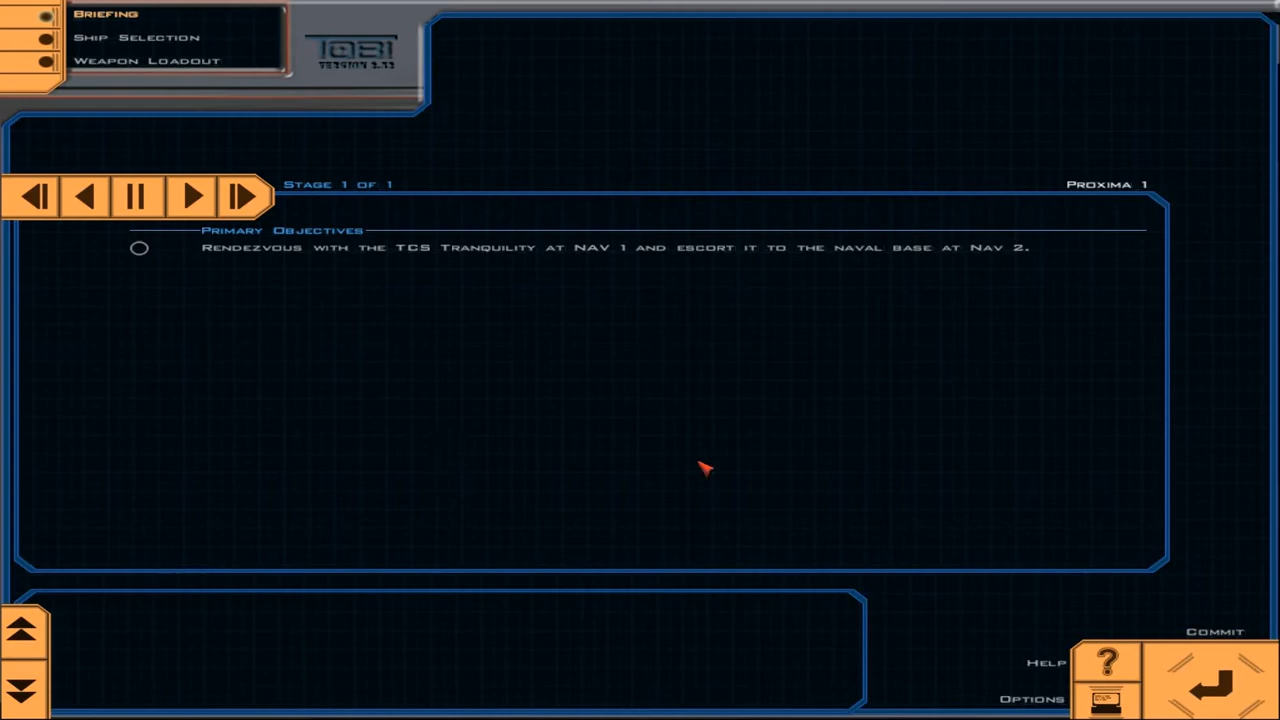 Briefing
Ship Selection
Weapon Loadout
Stage 1 of 1
Proxima 1
Primary Objectives
Rendezvous with the TCS Tranquility at NAV 1 and escort it to the naval base at Nav 2.
Commit
Help
Options